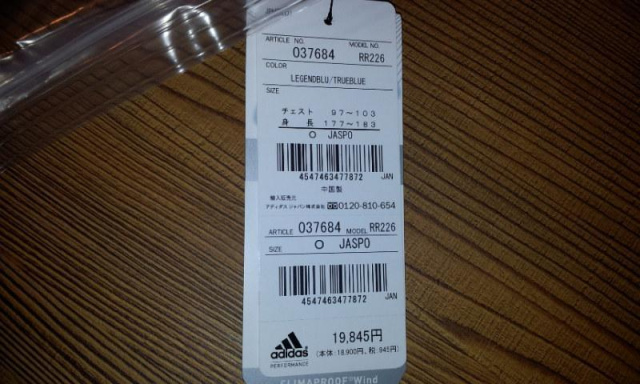 ARTICLE NO.
MODEL NO.
037684
RR226
COLOR
LEGENDBLU/TRUEBLUE
SIZE
チェスト 97〜103
身 長 177〜183
O JASPO
4547463477872 JAN
中国製
輸入販売元
アディダス ジャパン株式会社 0120-810-654
ARTICLE 037684 MODEL RR226
SIZE O JASPO
4547463477872 JAN
adidas
PERFORMANCE
19,845円
(本体:18,900円、税:945円)
CLIMAPROOF® Wind